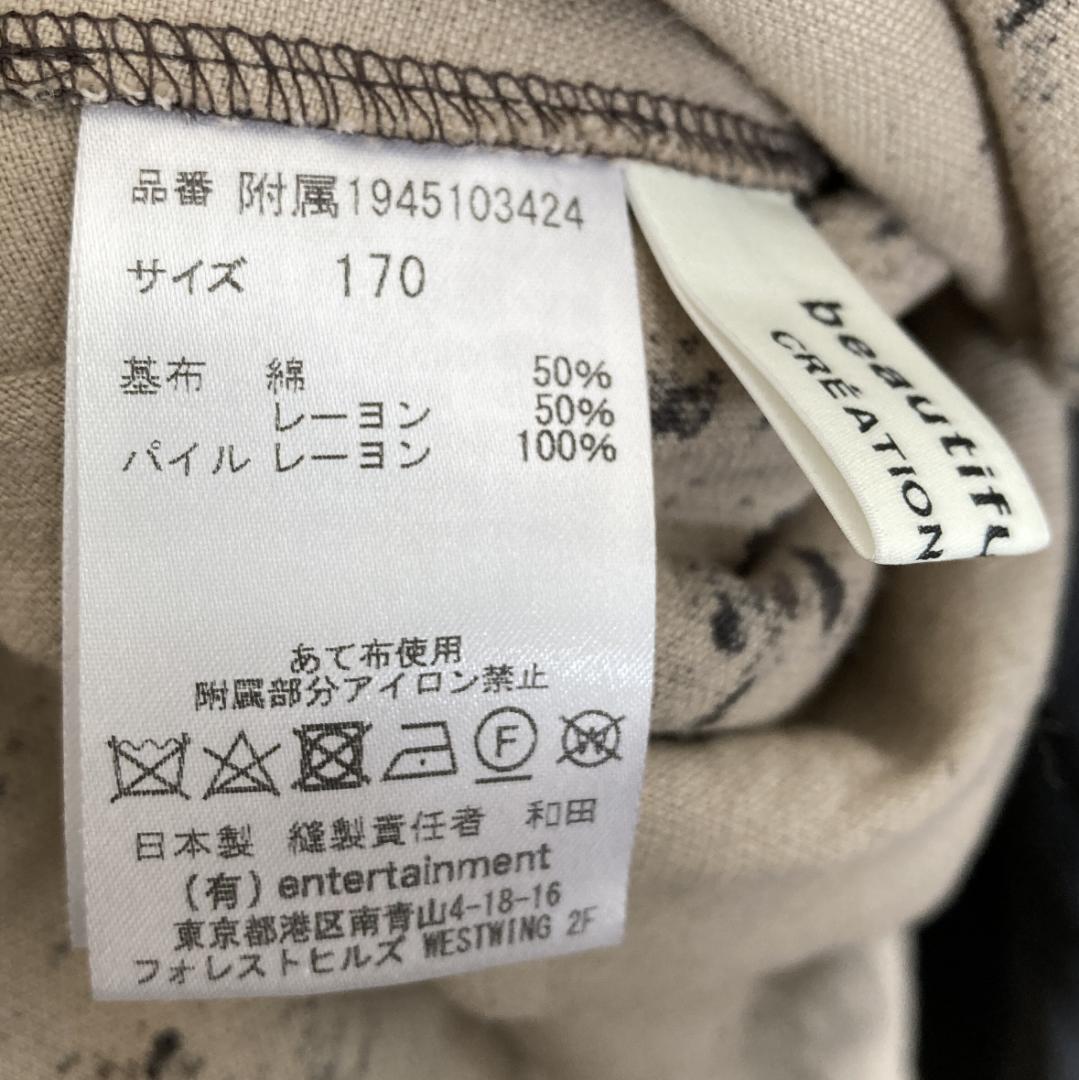 品番 附属1945103424
サイズ 170
基布 綿 50%
レーヨン 50%
パイル レーヨン 100%
あて布使用
附属部分アイロン禁止
F W
日本製 縫製責任者 和田
(有) entertainment
東京都港区南青山4-18-16
フォレストヒルズ WESTWING 2F
beautif
CRÉATION